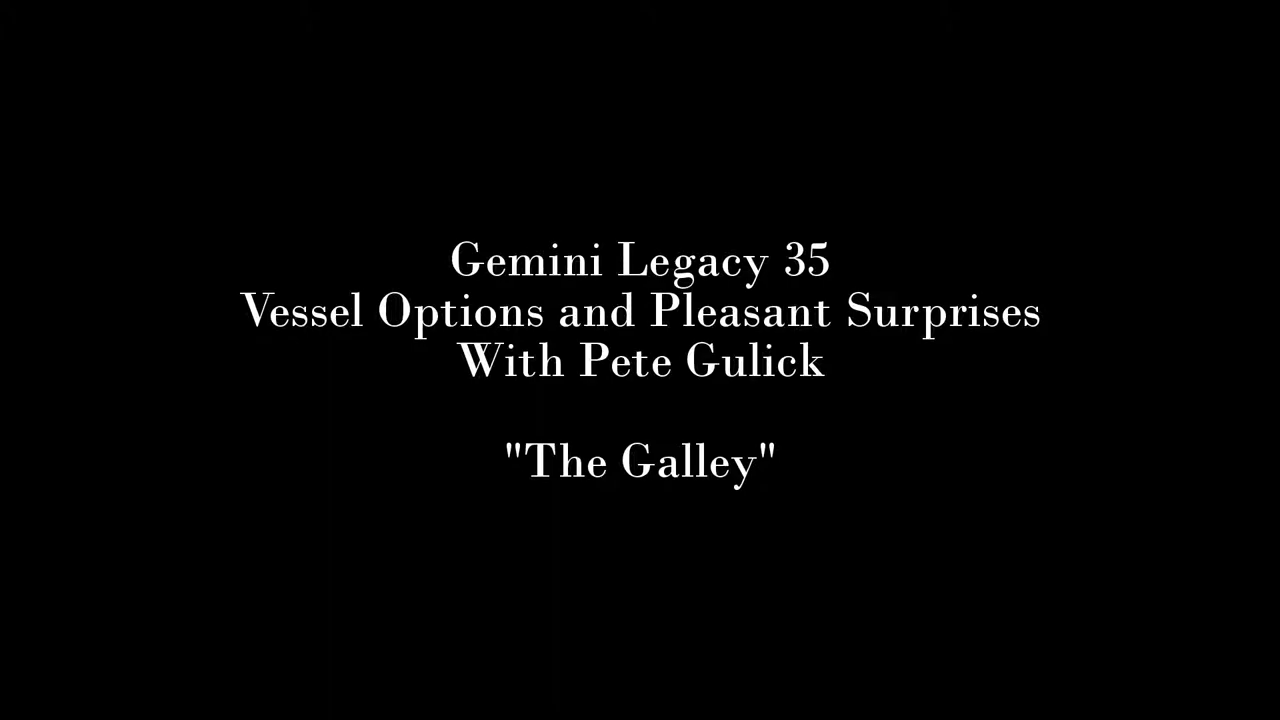 Gemini Legacy 35
Vessel Options and Pleasant Surprises
With Pete Gulick
"The Galley"